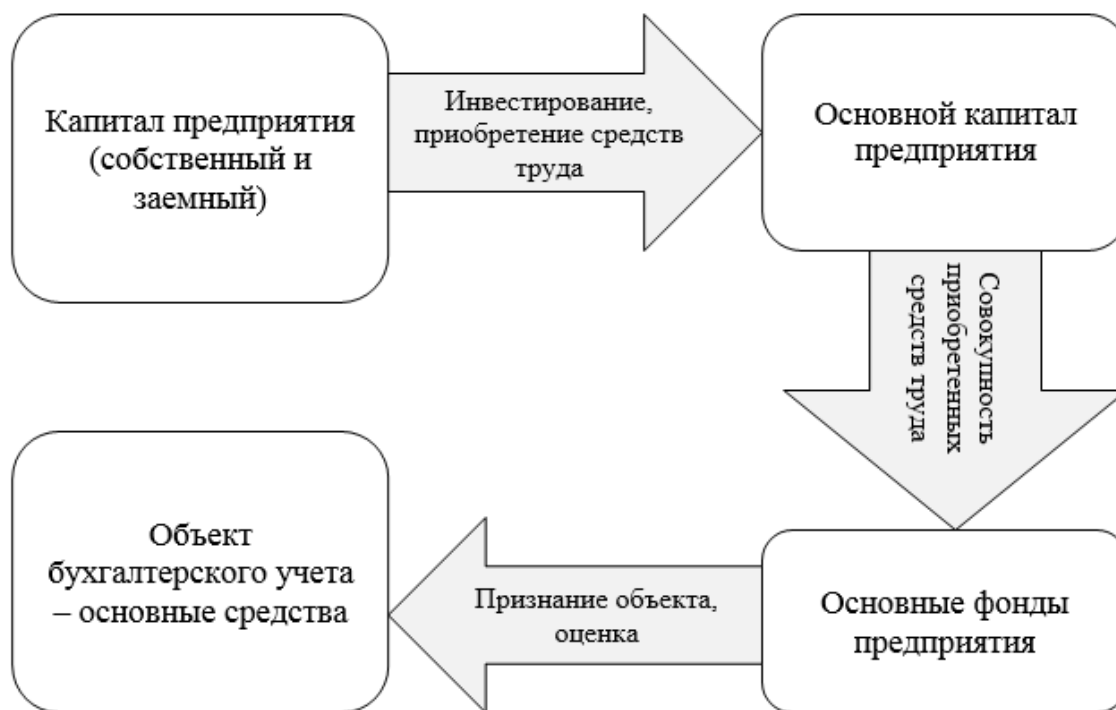 Капитал предприятия
(собственный и
заемный)
Инвестирование,
приобретение средств
труда
Основной капитал
предприятия
Совокупность
приобретенных
средств труда
Основные фонды
предприятия
Признание объекта,
оценка
Объект
бухгалтерского учета
– основные средства